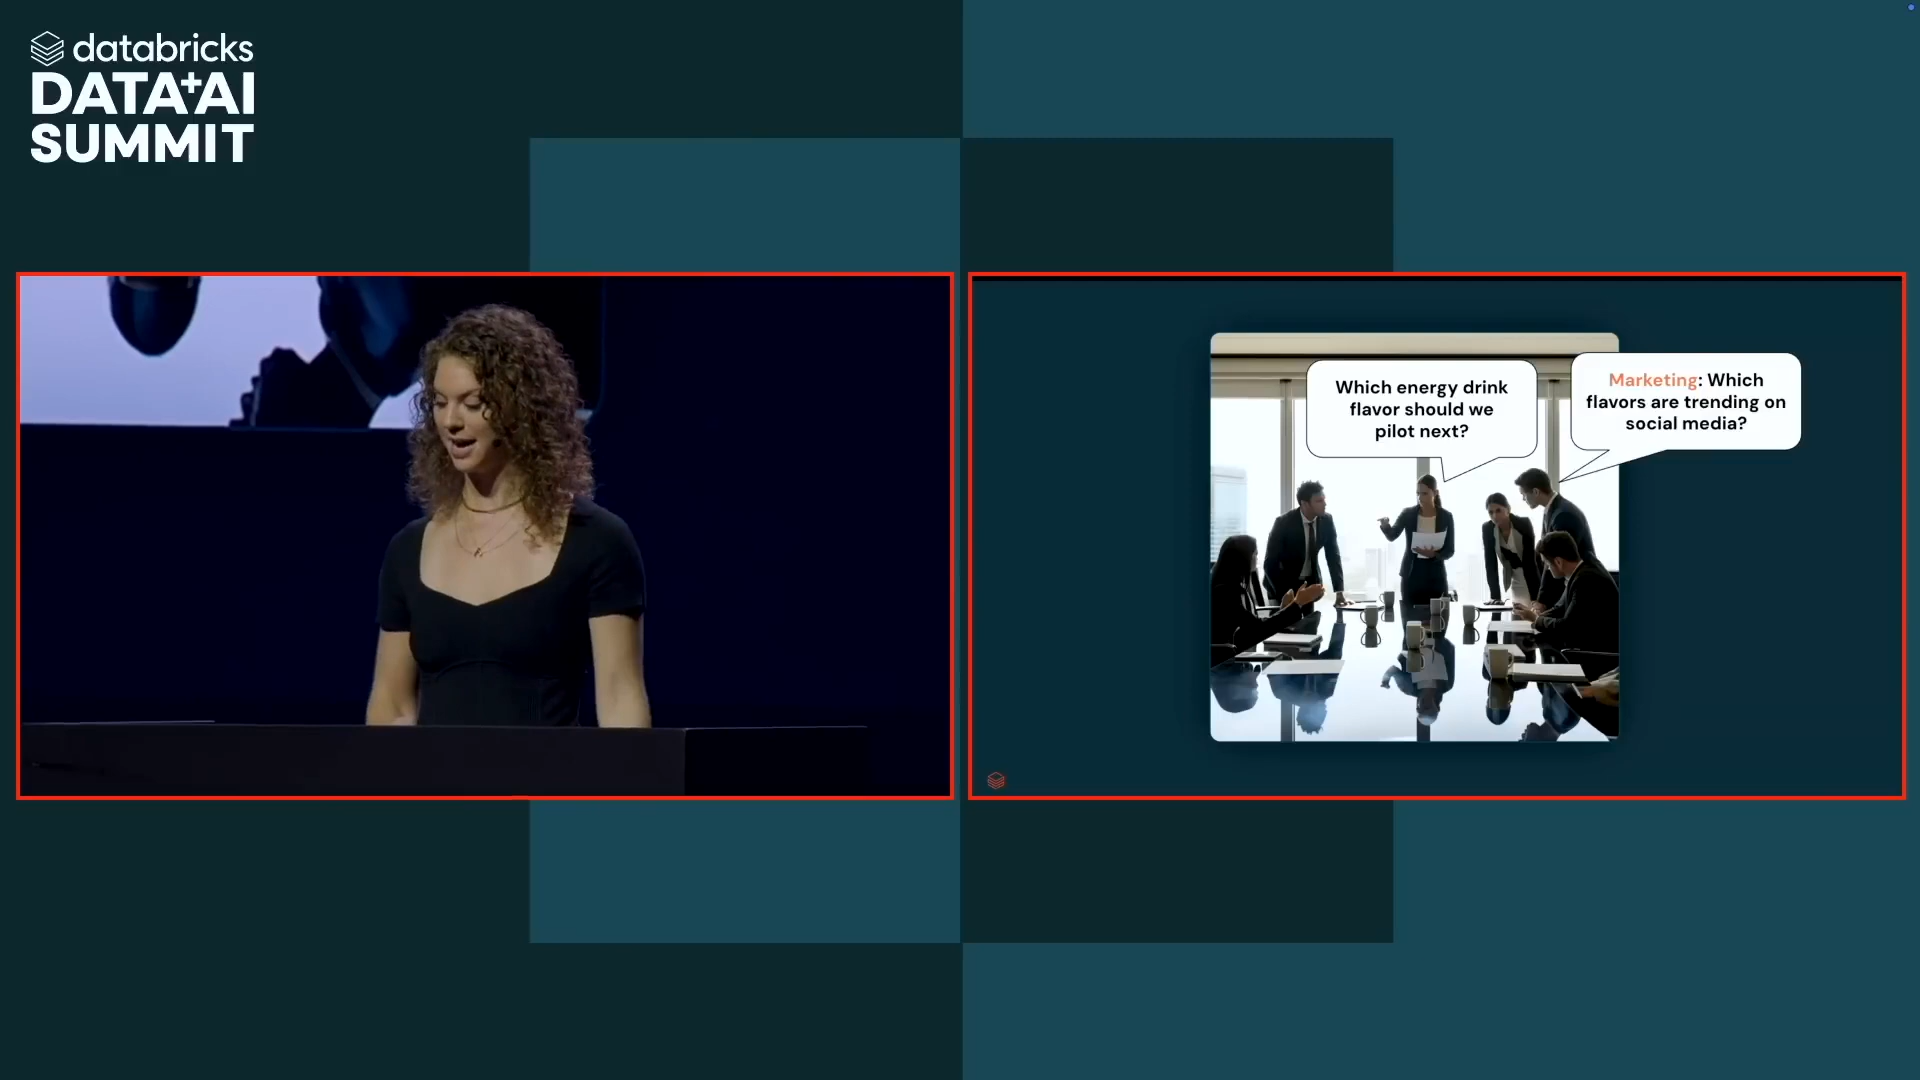 databricks
DATA+AI
SUMMIT
Which energy drink
flavor should we
pilot next?
Marketing: Which
flavors are trending on
social media?